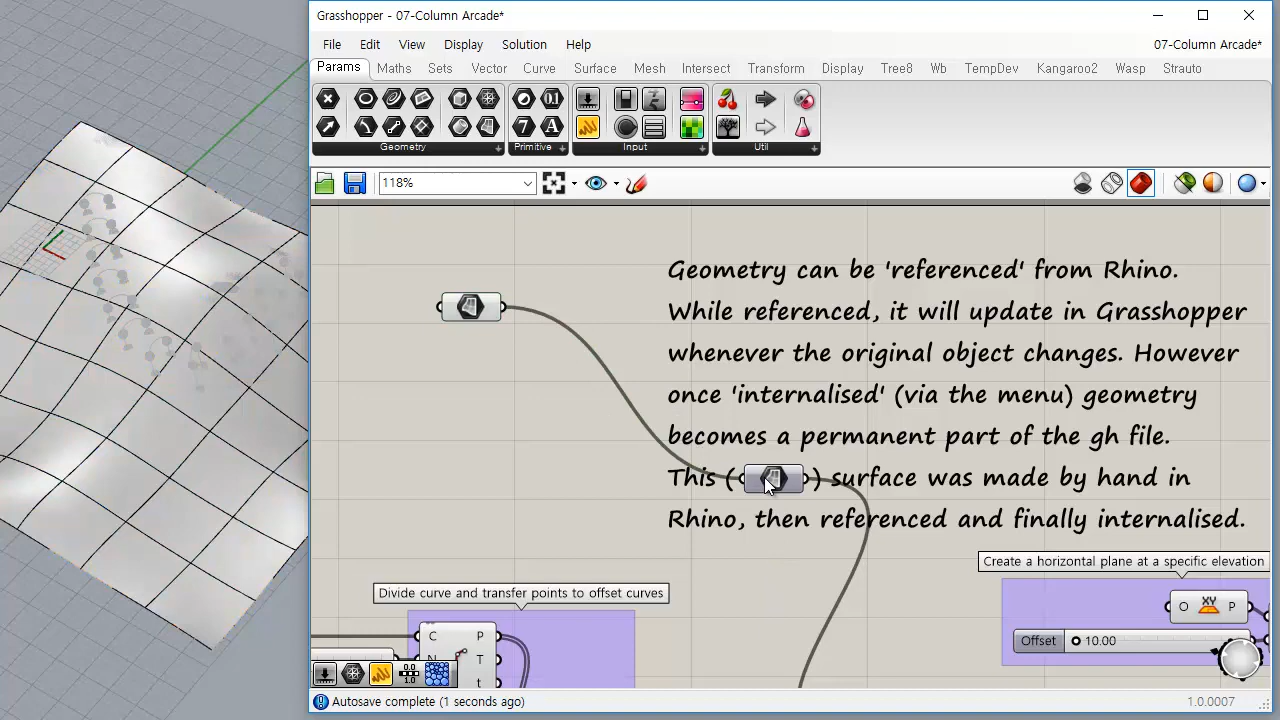 Grasshopper - 07-Column Arcade*
File Edit View Display Solution Help 07-Column Arcade*
Params Maths Sets Vector Curve Surface Mesh Intersect Transform Display Tree8 Wb TempDev Kangaroo2 Wasp Strauto
Geometry Primitive Input Util
118%
Geometry can be 'referenced' from Rhino.
While referenced, it will update in Grasshopper
whenever the original object changes. However
once 'internalised' (via the menu) geometry
becomes a permanent part of the gh file.
This ( ) surface was made by hand in
Rhino, then referenced and finally internalised.
Create a horizontal plane at a specific elevation
Divide curve and transfer points to offset curves
O XY P
C P
Offset 10.00
N T
t
Autosave complete (1 seconds ago) 1.0.0007